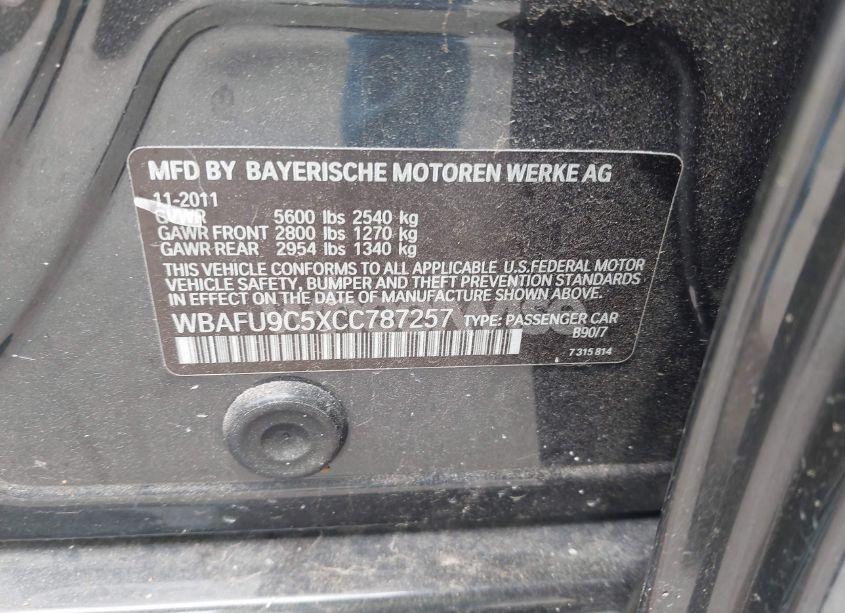 MFD BY BAYERISCHE MOTOREN WERKE AG
11-2011
GVWR 5600 lbs 2540 kg
GAWR FRONT 2800 lbs 1270 kg
GAWR REAR 2954 lbs 1340 kg
THIS VEHICLE CONFORMS TO ALL APPLICABLE U.S.FEDERAL MOTOR
VEHICLE SAFETY, BUMPER AND THEFT PREVENTION STANDARDS
IN EFFECT ON THE DATE OF MANUFACTURE SHOWN ABOVE.
WBAFU9C5XCC787257 TYPE: PASSENGER CAR
B90/7
7 315 814